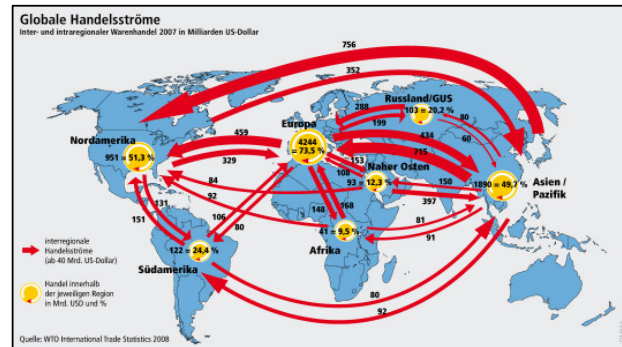 Globale Handelsströme
Inter- und intraregionaler Warenhandel 2007 in Milliarden US-Dollar
756
352
Russland/GUS
103 = 20,2 %
288
199
80
60
Europa
4244
= 73,5 %
434
715
Nordamerika
951 = 51,3 %
459
329
153
108
Naher Osten
93 = 12,3 %
150
397
1890 = 49,7 %
Asien /
Pazifik
84
92
131
151
106
80
148
168
41 = 9,5 %
Afrika
81
91
122 = 24,4 %
Südamerika
80
92
interregionale
Handelsströme
(ab 40 Mrd. US-Dollar)
Handel innerhalb
der jeweiligen Region
in Mrd. USD und %
Quelle: WTO International Trade Statistics 2008